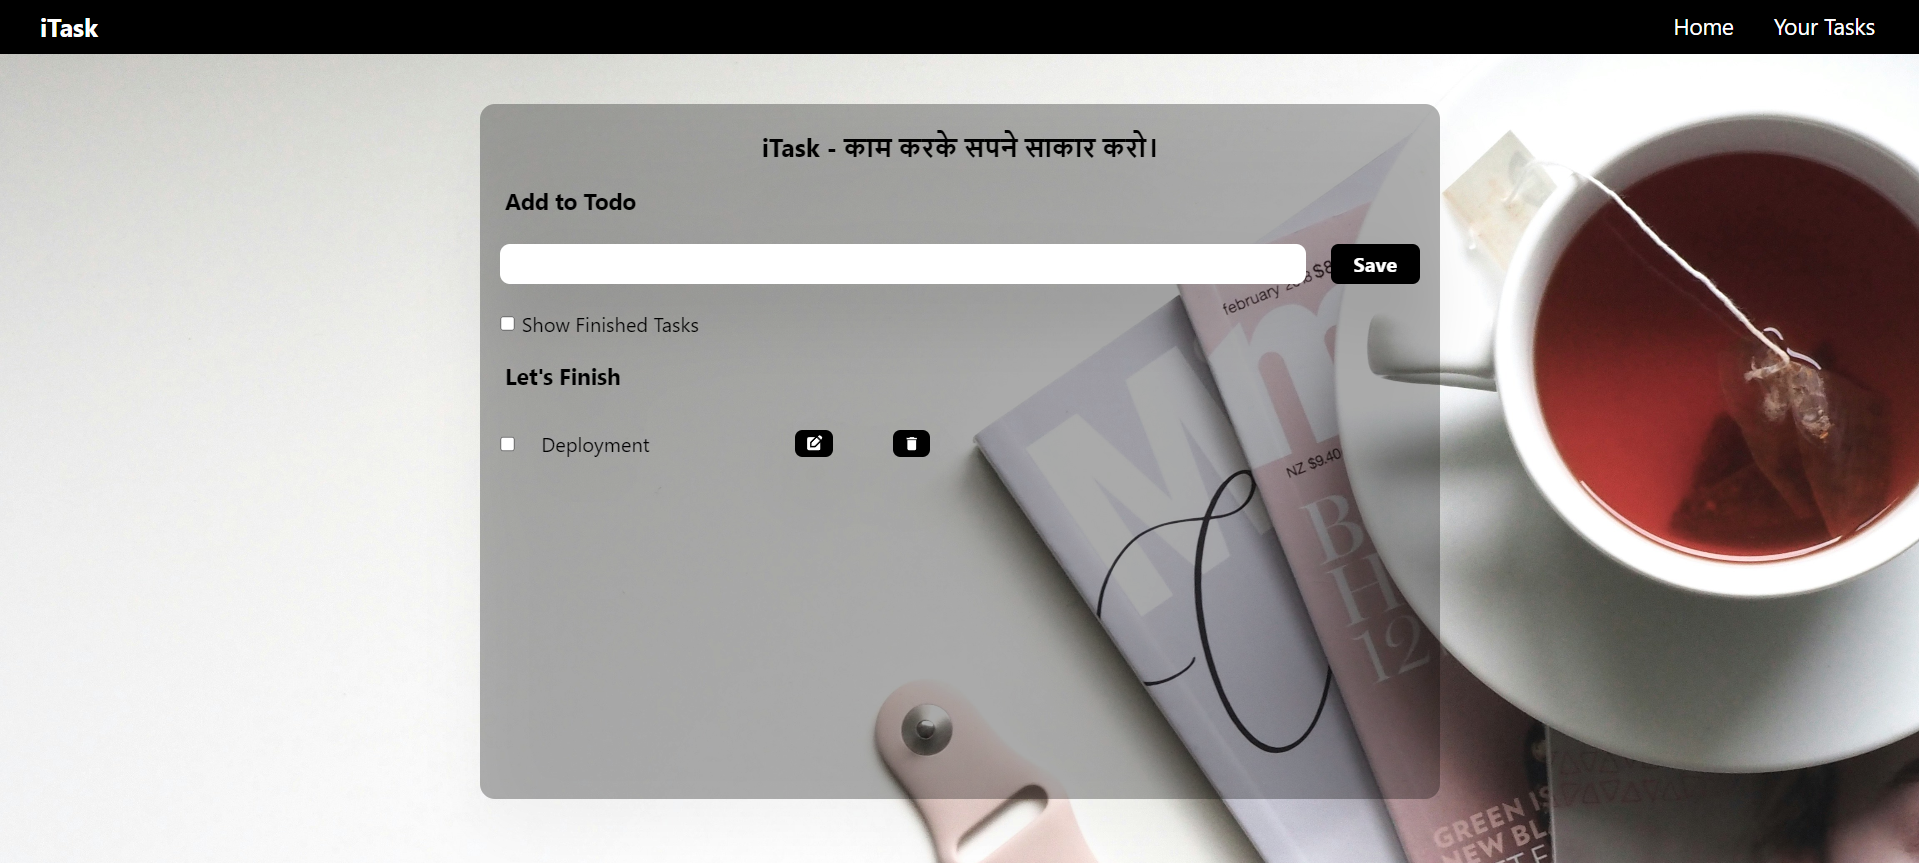 iTask
Home
Your Tasks
iTask - काम करके सपने साकार करो।
Add to Todo
Save
Show Finished Tasks
Let's Finish
Deployment
february
$8
NZ $9.40
M
m
B
H
12
GREEN IS
NEW BL